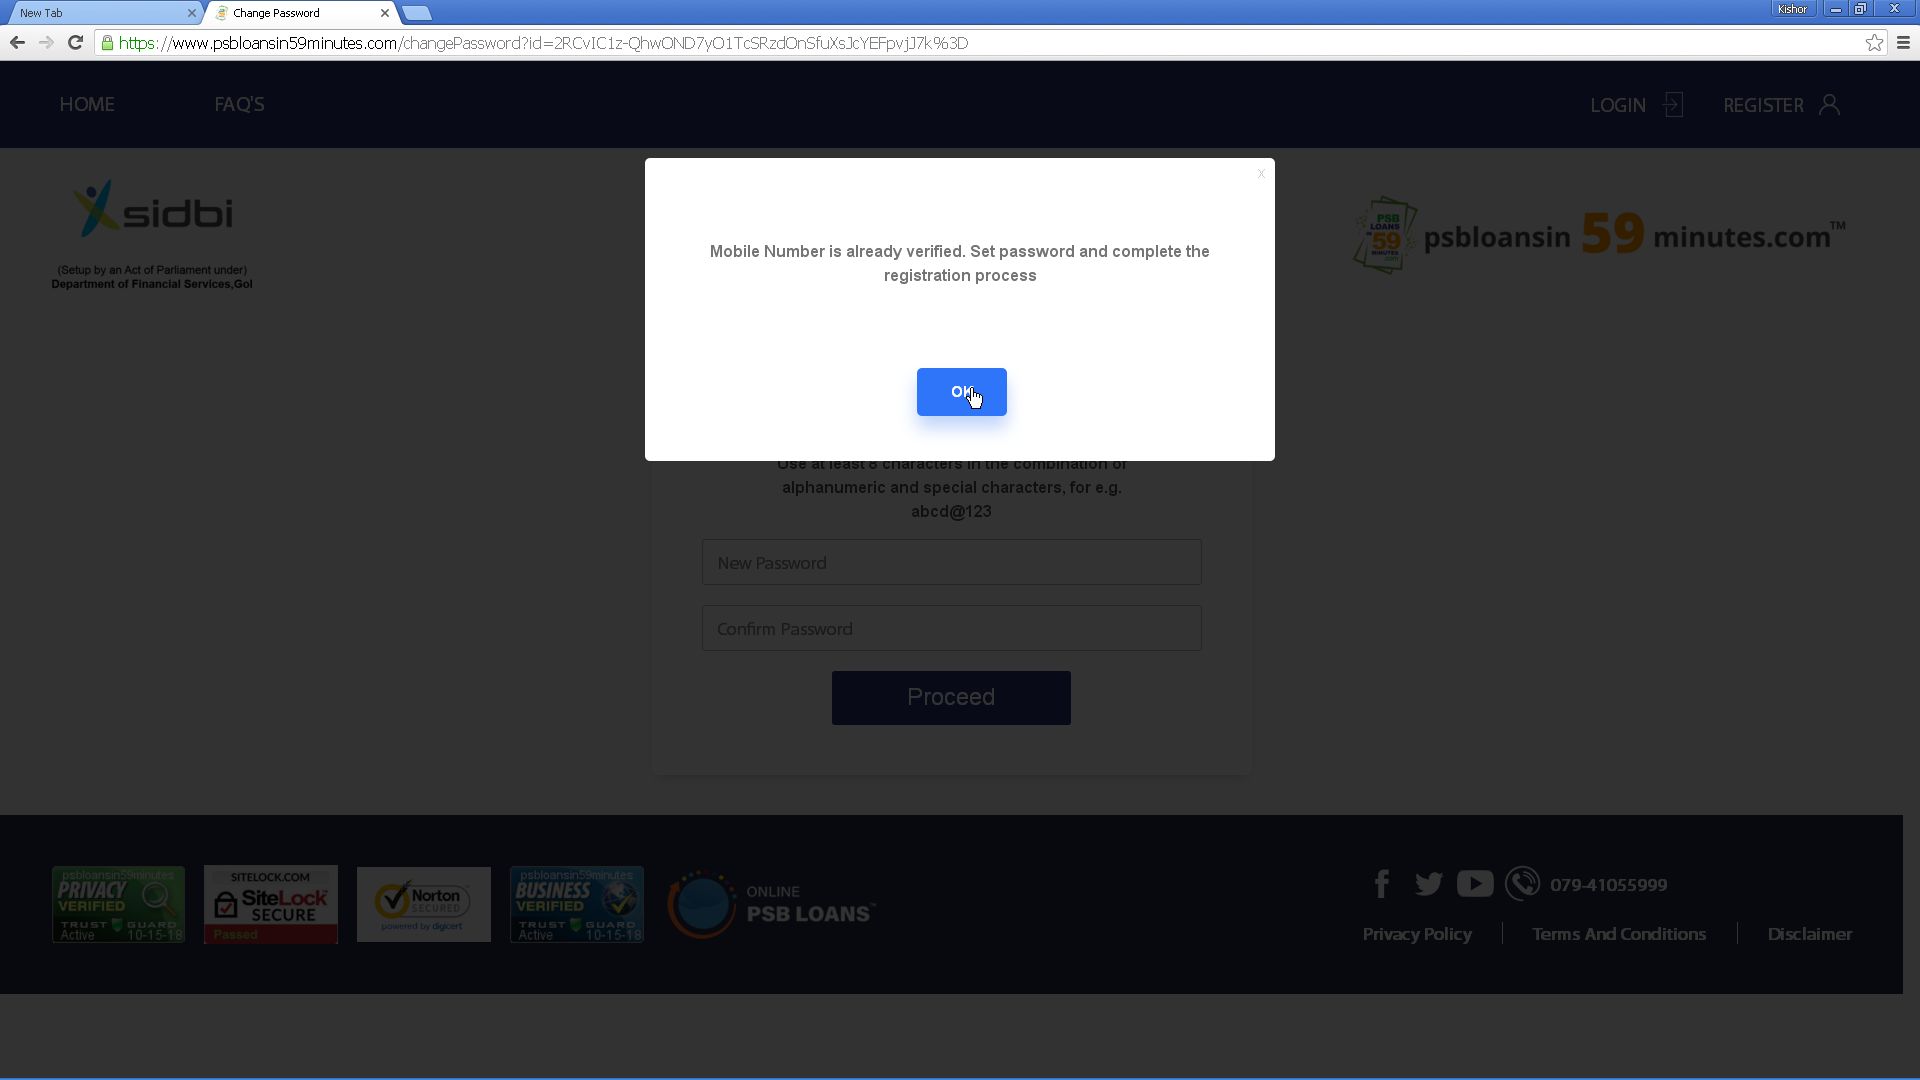 New Tab
Change Password
Kishor
https://www.psbloansin59minutes.com/changePassword?id=2RCvIC1z-QhwOND7yO1TcSRzdOnSfuXsJcYEFpvjJ7k%3D
HOME
FAQ'S
LOGIN
REGISTER
sidbi
(Setup by an Act of Parliament under)
Department of Financial Services,GoI
PSB
LOANS
IN
59
MINUTES
.com
psbloansin 59 minutes.com™
x
Mobile Number is already verified. Set password and complete the
registration process
OK
Use at least 8 characters in the combination of
alphanumeric and special characters, for e.g.
abcd@123
New Password
Confirm Password
Proceed
psbloansin59minutes
PRIVACY
VERIFIED
TRUST GUARD
Active 10-15-18
SITELOCK.COM
SiteLock
SECURE
Passed
Norton
SECURED
powered by digicert
psbloansin59minutes
BUSINESS
VERIFIED
TRUST GUARD
Active 10-15-18
ONLINE
PSB LOANS™
079-41055999
Privacy Policy
Terms And Conditions
Disclaimer